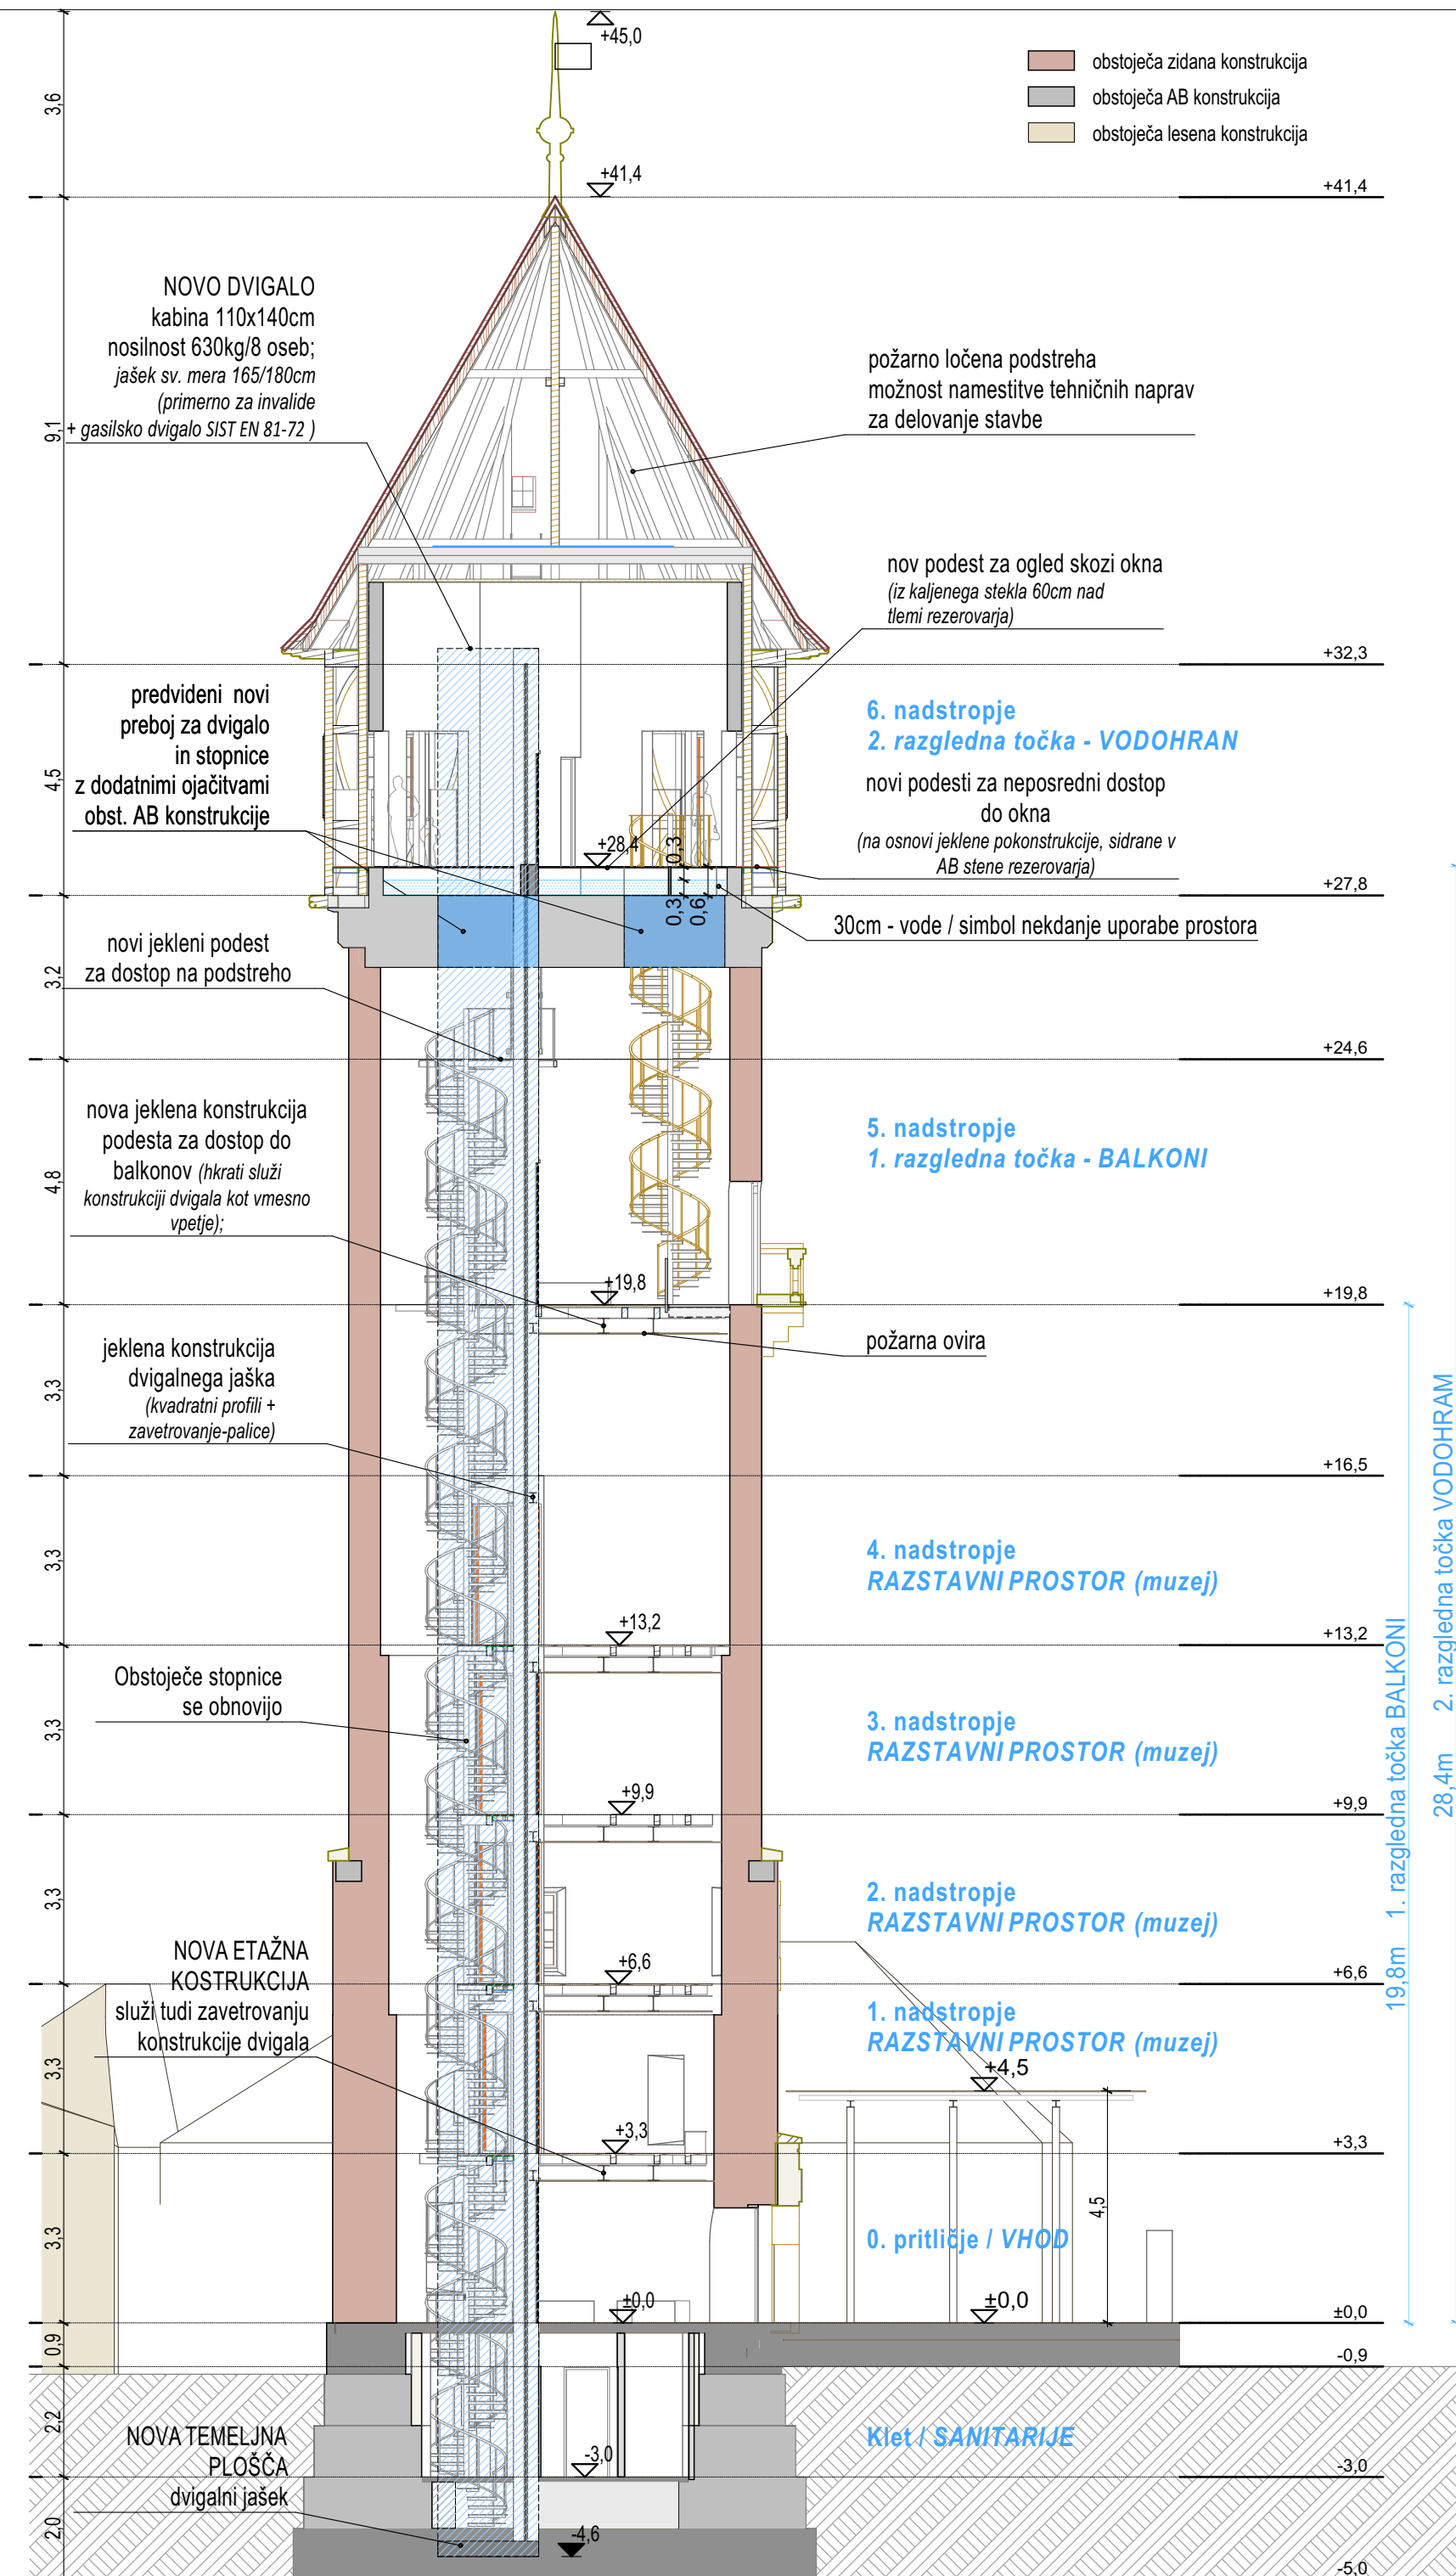 +45,0
obstoječa zidana konstrukcija
obstoječa AB konstrukcija
obstoječa lesena konstrukcija
3,6
+41,4
+41,4
NOVO DVIGALO
kabina 110x140cm
nosilnost 630kg/8 oseb;
jašek sv. mera 165/180cm
(primerno za invalide
+ gasilsko dvigalo SIST EN 81-72 )
9,1
požarno ločena podstreha
možnost namestitve tehničnih naprav
za delovanje stavbe
nov podest za ogled skozi okna
(iz kaljenega stekla 60cm nad
tlemi rezerovarja)
+32,3
predvideni novi
preboj za dvigalo
in stopnice
z dodatnimi ojačitvami
obst. AB konstrukcije
4,5
6. nadstropje
2. razgledna točka - VODOHRAN
novi podesti za neposredni dostop
do okna
(na osnovi jeklene pokonstrukcije, sidrane v
AB stene rezerovarja)
+28,4
0,3
0,3
0,6
+27,8
30cm - vode / simbol nekdanje uporabe prostora
novi jekleni podest
za dostop na podstreho
3,2
+24,6
nova jeklena konstrukcija
podesta za dostop do
balkonov (hkrati služi
konstrukciji dvigala kot vmesno
vpetje);
4,8
5. nadstropje
1. razgledna točka - BALKONI
+19,8
+19,8
požarna ovira
jeklena konstrukcija
dvigalnega jaška
(kvadratni profili +
zavetrovanje-palice)
3,3
+16,5
3,3
4. nadstropje
RAZSTAVNI PROSTOR (muzej)
+13,2
+13,2
Obstoječe stopnice
se obnovijo
3,3
3. nadstropje
RAZSTAVNI PROSTOR (muzej)
+9,9
+9,9
3,3
2. nadstropje
RAZSTAVNI PROSTOR (muzej)
NOVA ETAŽNA
KOSTRUKCIJA
služi tudi zavetrovanju
konstrukcije dvigala
+6,6
+6,6
3,3
1. nadstropje
RAZSTAVNI PROSTOR (muzej)
+4,5
+3,3
+3,3
3,3
4,5
0. pritličje / VHOD
±0,0
±0,0
±0,0
0,9
-0,9
2,2
NOVA TEMELJNA
PLOŠČA
dvigalni jašek
Klet / SANITARIJE
-3,0
-3,0
2,0
-4,6
-5,0
19,8m 1. razgledna točka BALKONI
28,4m 2. razgledna točka VODOHRAM